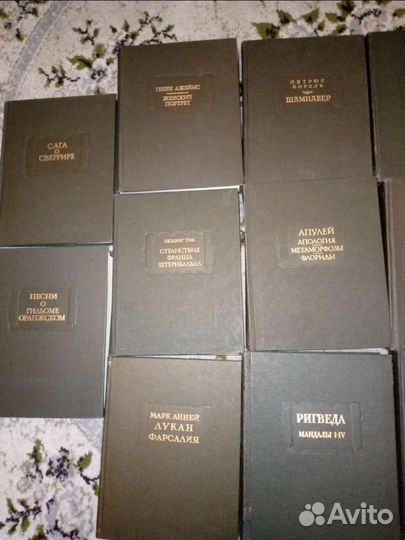 САГА
О
СВЕРРИРЕ
ГЕНРИ ДЖЕЙМС
ЖЕНСКИЙ
ПОРТРЕТ
ПЕТРЮС
БОРЕЛЬ
ШАМПАВЕР
ПЕСНИ
О
ГИЛЬОМЕ
ОРАНЖСКОМ
ЛЮДВИГ ТИК
СТРАНСТВИЯ
ФРАНЦА
ШТЕРНБАЛЬДА
АПУЛЕЙ
АПОЛОГИЯ
МЕТАМОРФОЗЫ
ФЛОРИДЫ
МАРК АННЕЙ
ЛУКАН
ФАРСАЛИЯ
РИГВЕДА
МАНДАЛЫ I-IV
Avito